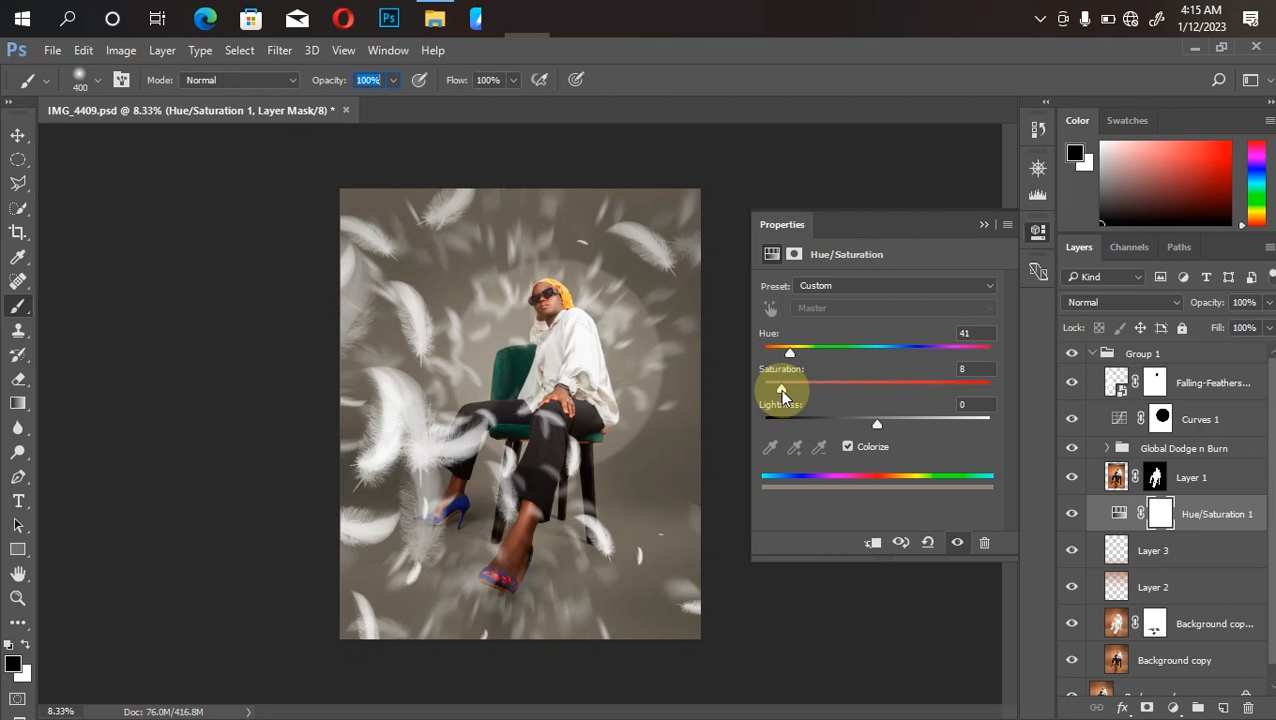 Ps
4:15 AM
1/12/2023
Ps File Edit Image Layer Type Select Filter 3D View Window Help
400 Mode: Normal Opacity: 100% Flow: 100%
IMG_4409.psd @ 8.33% (Hue/Saturation 1, Layer Mask/8) * ×
Color Swatches
Properties
Hue/Saturation
Preset: Custom
Master
Hue: 41
Saturation: 8
Lightness: 0
Colorize
Layers Channels Paths
Kind
Normal Opacity: 100%
Lock: Fill: 100%
Group 1
Falling-Feathers...
Curves 1
Global Dodge n Burn
Layer 1
Hue/Saturation 1
Layer 3
Layer 2
Background cop...
Background copy
8.33% Doc: 76.0M/416.8M